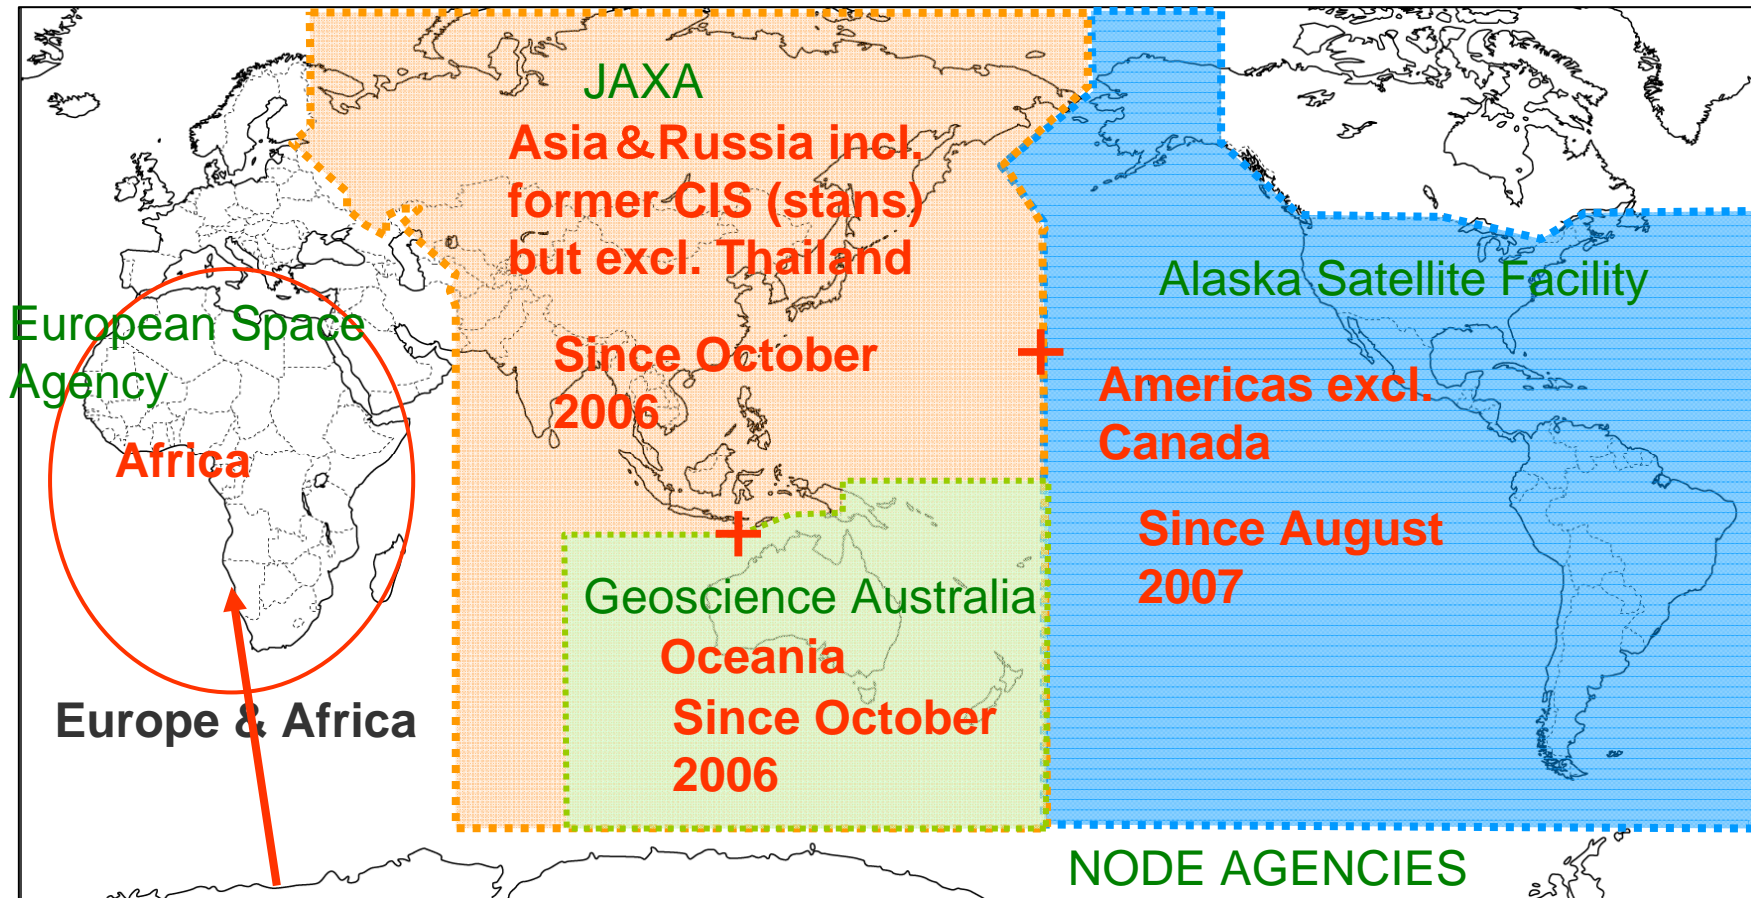 JAXA
Asia & Russia incl.
former CIS (stans)
but excl. Thailand
Since October
2006
European Space
Agency
Africa
Europe & Africa
Geoscience Australia
Oceania
Since October
2006
Alaska Satellite Facility
Americas excl.
Canada
Since August
2007
NODE AGENCIES